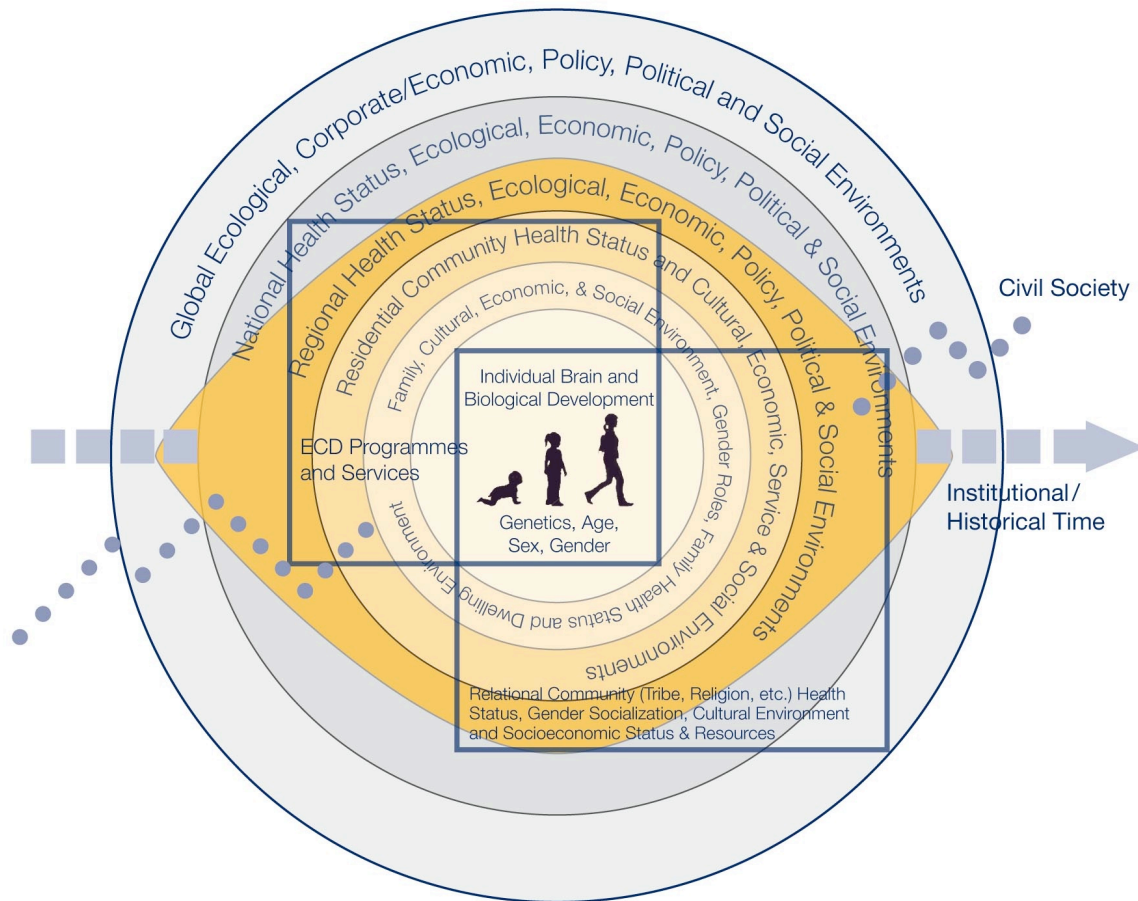 Global Ecological, Corporate/Economic, Policy, Political and Social Environments
National Health Status, Ecological, Economic, Policy, Political & Social Environments
Regional Health Status, Ecological, Economic, Policy, Political & Social Environments
Residential Community Health Status and Cultural, Economic, Service & Social Environments
Family, Cultural, Economic, & Social Environment, Gender Roles, Family Health Status and Dwelling Environment
Civil Society
Individual Brain and
Biological Development
ECD Programmes
and Services
Genetics, Age,
Sex, Gender
Institutional/
Historical Time
Relational Community (Tribe, Religion, etc.) Health
Status, Gender Socialization, Cultural Environment
and Socioeconomic Status & Resources